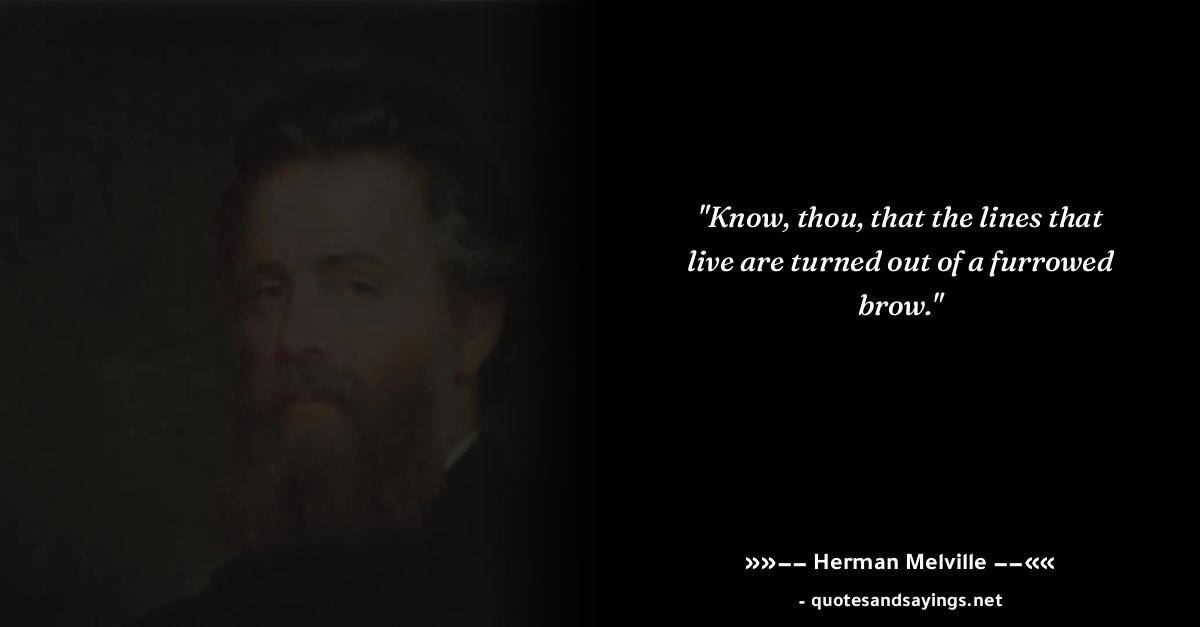 "Know, thou, that the lines that
live are turned out of a furrowed
brow."
»»−− Herman Melville −−««
- quotesandsayings.net